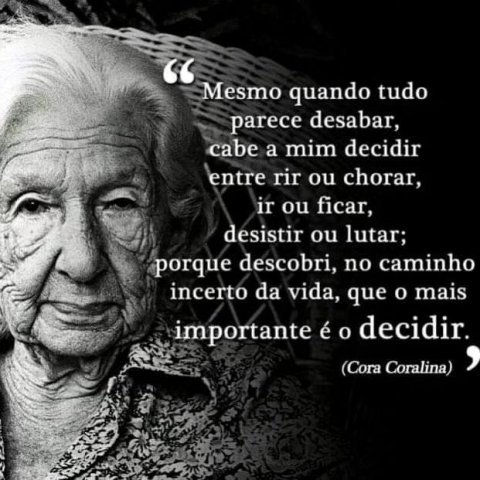 “Mesmo quando tudo
parece desabar,
cabe a mim decidir
entre rir ou chorar,
ir ou ficar,
desistir ou lutar;
porque descobri, no caminho
incerto da vida, que o mais
importante é o decidir.
(Cora Coralina) ”